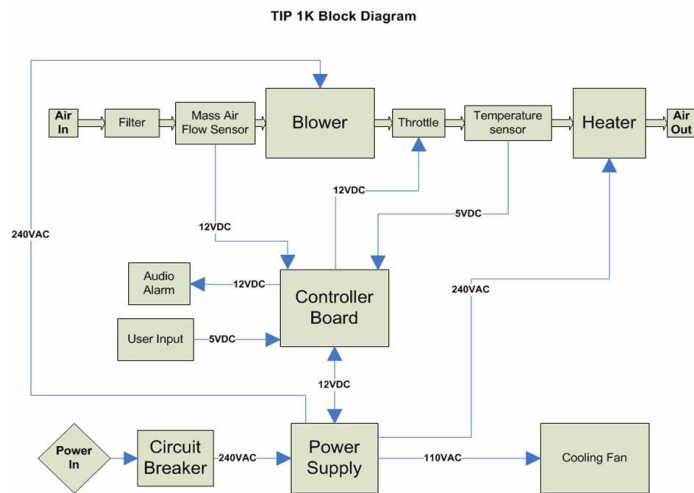 TIP 1K Block Diagram
Air
In
Filter
Mass Air
Flow Sensor
Blower
Throttle
Temperature
sensor
Heater
Air
Out
12VDC
5VDC
12VDC
240VAC
Audio
Alarm
12VDC
Controller
Board
240VAC
User Input
5VDC
12VDC
Power
In
Circuit
Breaker
240VAC
Power
Supply
110VAC
Cooling Fan